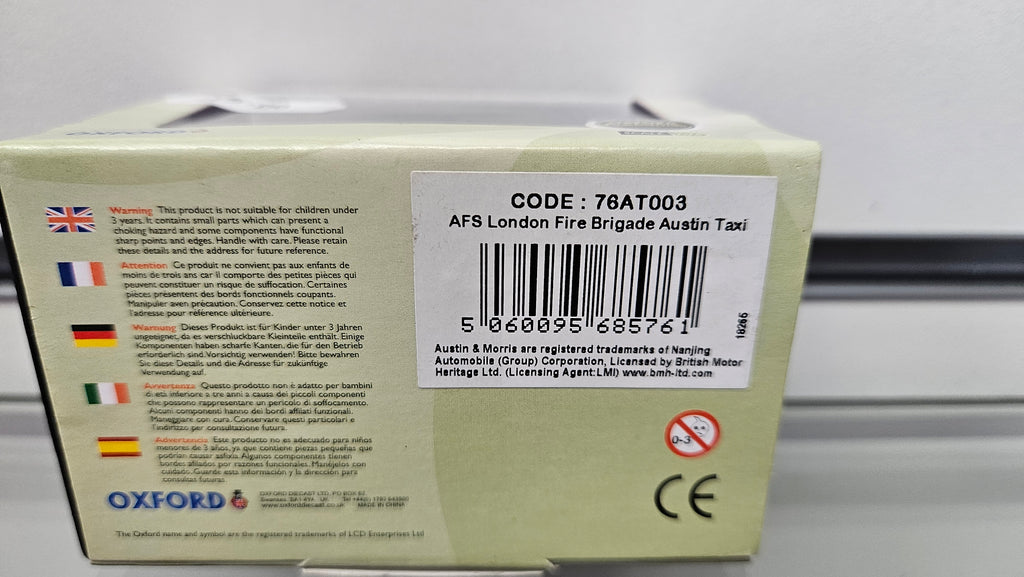 CODE : 76AT003
AFS London Fire Brigade Austin Taxi
5 060095 685761
18265
Austin & Morris are registered trademarks of Nanjing
Automobile (Group) Corporation, Licensed by British Motor
Heritage Ltd. (Licensing Agent:LMI) www.bmh-ltd.com
Warning This product is not suitable for children under
3 years. It contains small parts which can present a
choking hazard and some components have functional
sharp points and edges. Handle with care. Please retain
these details and the address for future reference.
Attention Ce produit ne convient pas aux enfants de
moins de trois ans car il comporte des petites pièces qui
peuvent constituer un risque de suffocation. Certaines
pièces présentent des bords fonctionnels coupants.
Manipuler avec précaution. Conservez cette notice et
l'adresse pour référence ultérieure.
Warnung Dieses Produkt ist für Kinder unter 3 Jahren
ungeeignet, da es verschluckbare Kleinteile enthält. Einige
Komponenten haben scharfe Kanten, die für den Betrieb
erforderlich sind. Vorsichtig verwenden! Bitte bewahren
Sie diese Details und die Adresse für zukünftige
Verwendung auf.
Avvertenza Questo prodotto non è adatto per bambini
di età inferiore a tre anni a causa dei piccoli componenti
che possono rappresentare un pericolo di soffocamento.
Alcuni componenti hanno dei bordi affilati funzionali.
Maneggiare con cura. Conservare questi particolari e
l'indirizzo per consultazione futura.
Advertencia Este producto no es adecuado para niños
menores de 3 años, ya que contiene piezas pequeñas que
podrían causar asfixia. Algunos componentes tienen
bordes afilados por razones funcionales. Manéjelos con
cuidado. Guarde esta información y la dirección para
consultas futuras.
0-3
CE
OXFORD
OXFORD DIECAST LTD, PO BOX 62,
Swansea, SA1 4YA UK
www.oxforddiecast.co.uk MADE IN CHINA
The Oxford name and symbol are the registered trademarks of LCD Enterprises Ltd